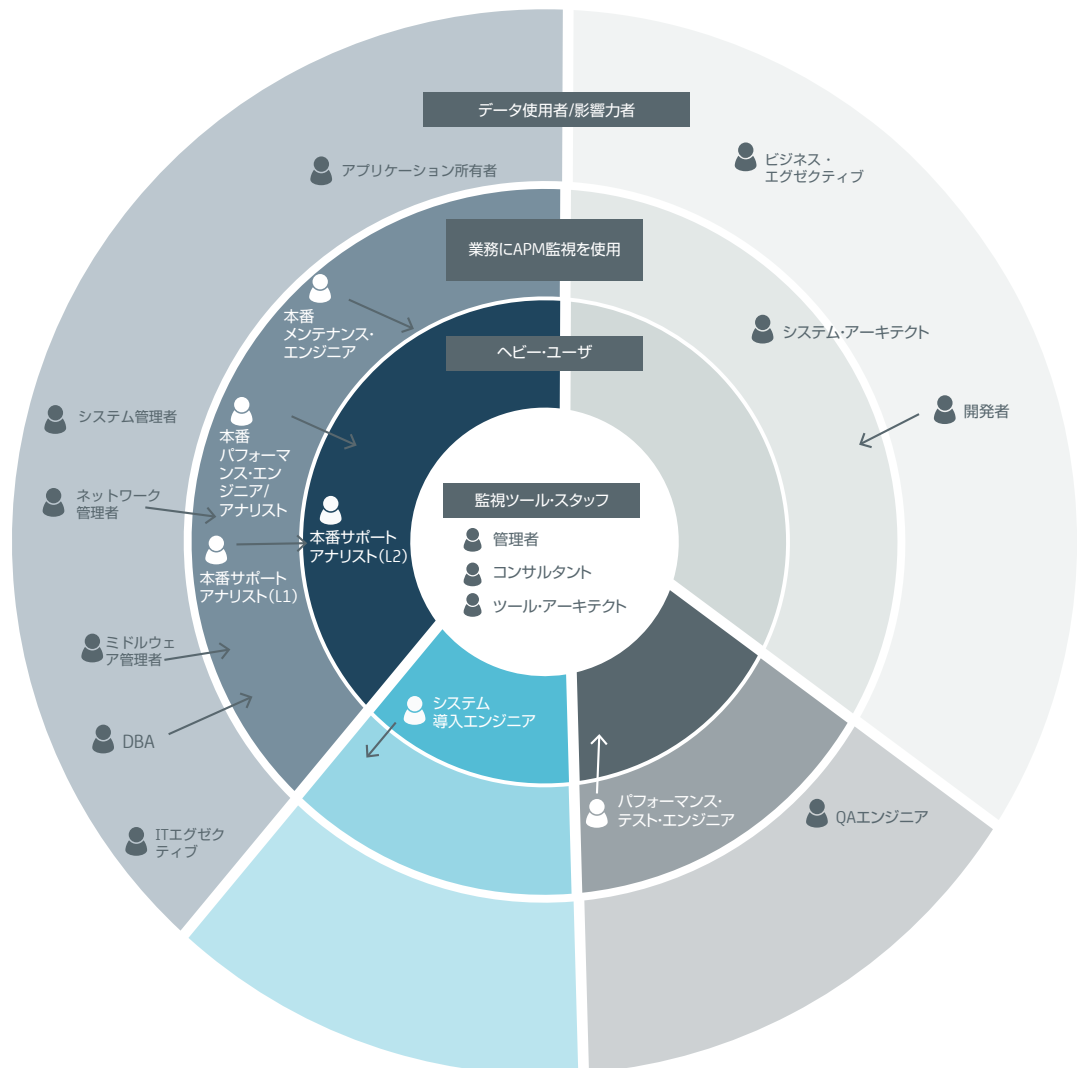 データ使用者/影響力者
アプリケーション所有者
ビジネス・
エグゼクティブ
業務にAPM監視を使用
本番
メンテナンス・
エンジニア
システム・アーキテクト
ヘビー・ユーザ
システム管理者
開発者
本番
パフォーマ
ンス・エン
ジニア/
アナリスト
ネットワーク
管理者
監視ツール・スタッフ
管理者
コンサルタント
ツール・アーキテクト
本番サポート
アナリスト(L2)
本番サポート
アナリスト(L1)
ミドルウェ
ア管理者
システム
導入エンジニア
DBA
パフォーマンス・
テスト・エンジニア
QAエンジニア
ITエグゼク
ティブ